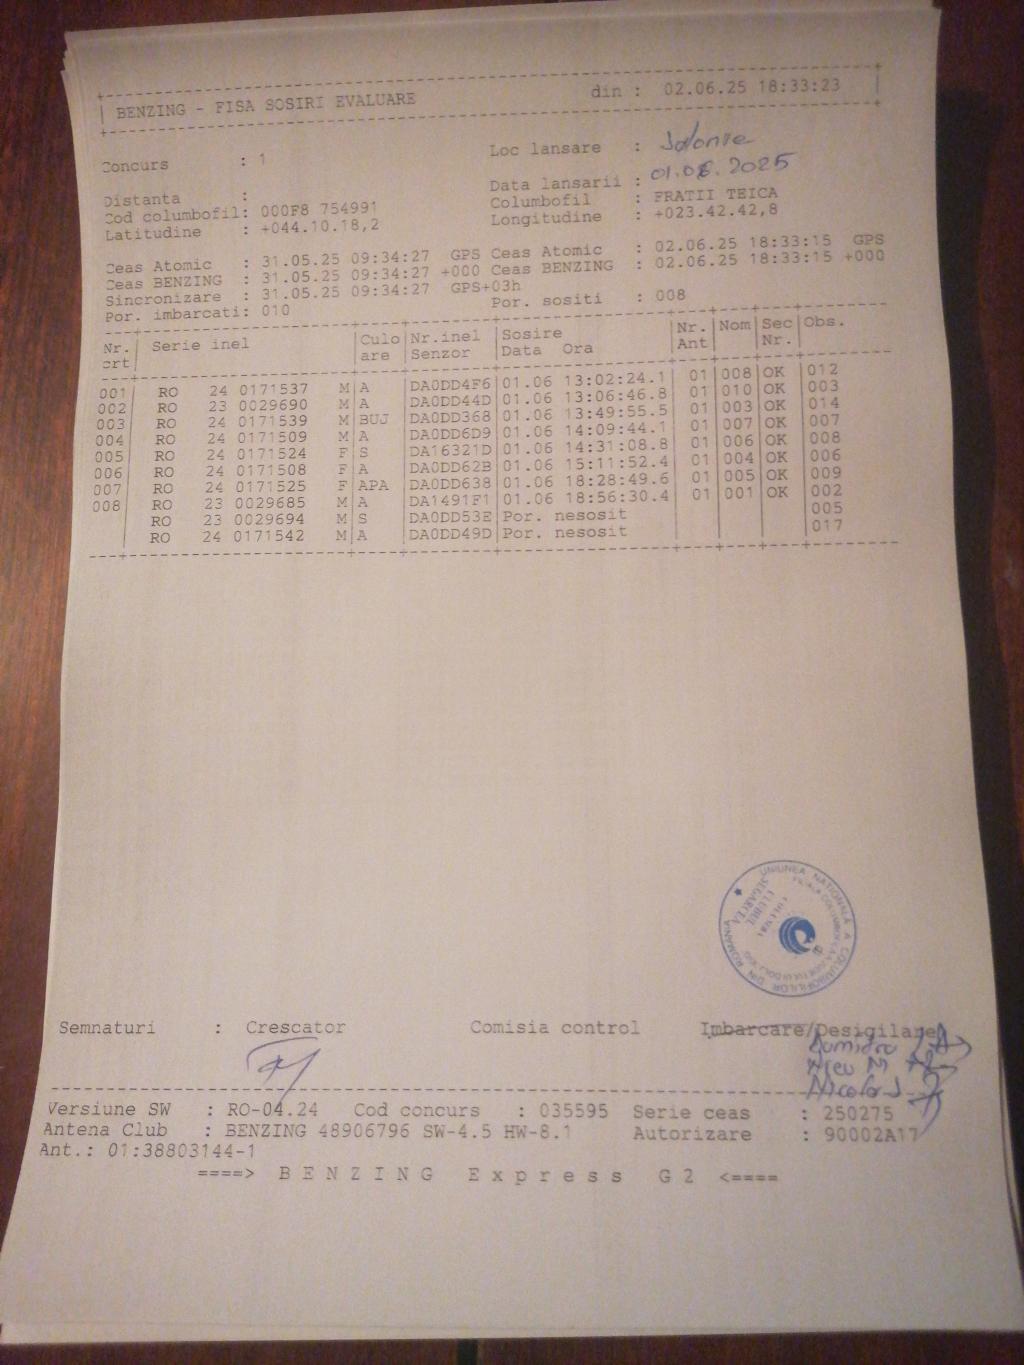 BENZING - FISA SOSIRI EVALUARE din : 02.06.25 18:33:23
Concurs : 1 Loc lansare :
Distanta : Data lansarii : 01.06.2025
Cod columbofil: 000F8 754991 Columbofil : FRATII TEICA
Latitudine : +044.10.18,2 Longitudine : +023.42.42,8
Ceas Atomic : 31.05.25 09:34:27 GPS Ceas Atomic : 02.06.25 18:33:15 GPS
Ceas BENZING : 31.05.25 09:34:27 +000 Ceas BENZING : 02.06.25 18:33:15 +000
Sincronizare : 31.05.25 09:34:27 GPS+03h
Por. imbarcati: 010 Por. sositi : 008
Nr. Serie inel Culo Nr.inel Sosire Nr. Nom Sec Obs.
crt are Senzor Data Ora Ant Nr.
001 RO 24 0171537 M A DA0DD4F6 01.06 13:02:24.1 01 008 OK 012
002 RO 23 0029690 M A DA0DD44D 01.06 13:06:46.8 01 010 OK 003
003 RO 24 0171539 M BUJ DA0DD368 01.06 13:49:55.5 01 003 OK 014
004 RO 24 0171509 M A DA0DD6D9 01.06 14:09:44.1 01 007 OK 007
005 RO 24 0171524 F S DA16321D 01.06 14:31:08.8 01 006 OK 008
006 RO 24 0171508 F A DA0DD62B 01.06 15:11:52.4 01 004 OK 006
007 RO 24 0171525 F APA DA0DD638 01.06 18:28:49.6 01 005 OK 009
008 RO 23 0029685 M A DA1491F1 01.06 18:56:30.4 01 001 OK 002
RO 23 0029694 M S DA0DD53E Por. nesosit 005
RO 24 0171542 M A DA0DD49D Por. nesosit 017
UNIUNEA NATIONALA A COLUMBOFILILOR DIN ROMANIA
CLUBUL
SEGARCEA
Semnaturi : Crescator Comisia control Imbarcare/Desigilare
Versiune SW : RO-04.24 Cod concurs : 035595 Serie ceas : 250275
Antena Club : BENZING 48906796 SW-4.5 HW-8.1 Autorizare : 90002A17
Ant.: 01:38803144-1
====> BENZING Express G2 <====